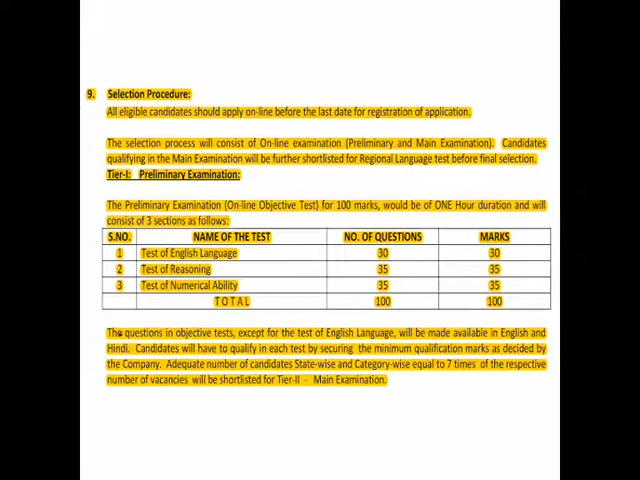 9. Selection Procedure:
All eligible candidates should apply on-line before the last date for registration of application.
The selection process will consist of On-line examination (Preliminary and Main Examination). Candidates
qualifying in the Main Examination will be further shortlisted for Regional Language test before final selection.
Tier-I: Preliminary Examination:
The Preliminary Examination (On-line Objective Test) for 100 marks, would be of ONE Hour duration and will
consist of 3 sections as follows:
S.NO. NAME OF THE TEST NO. OF QUESTIONS MARKS
1 Test of English Language 30 30
2 Test of Reasoning 35 35
3 Test of Numerical Ability 35 35
T O T A L 100 100
The questions in objective tests, except for the test of English Language, will be made available in English and
Hindi. Candidates will have to qualify in each test by securing the minimum qualification marks as decided by
the Company. Adequate number of candidates State-wise and Category-wise equal to 7 times of the respective
number of vacancies will be shortlisted for Tier-II - Main Examination.